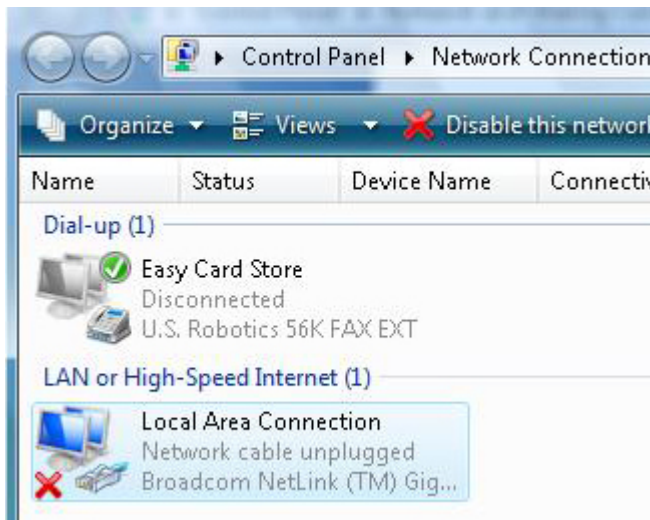 Control Panel ▸ Network Connection
Organize Views Disable this network
Name Status Device Name Connectiv
Dial-up (1)
Easy Card Store
Disconnected
U.S. Robotics 56K FAX EXT
LAN or High-Speed Internet (1)
Local Area Connection
Network cable unplugged
Broadcom NetLink (TM) Gig...